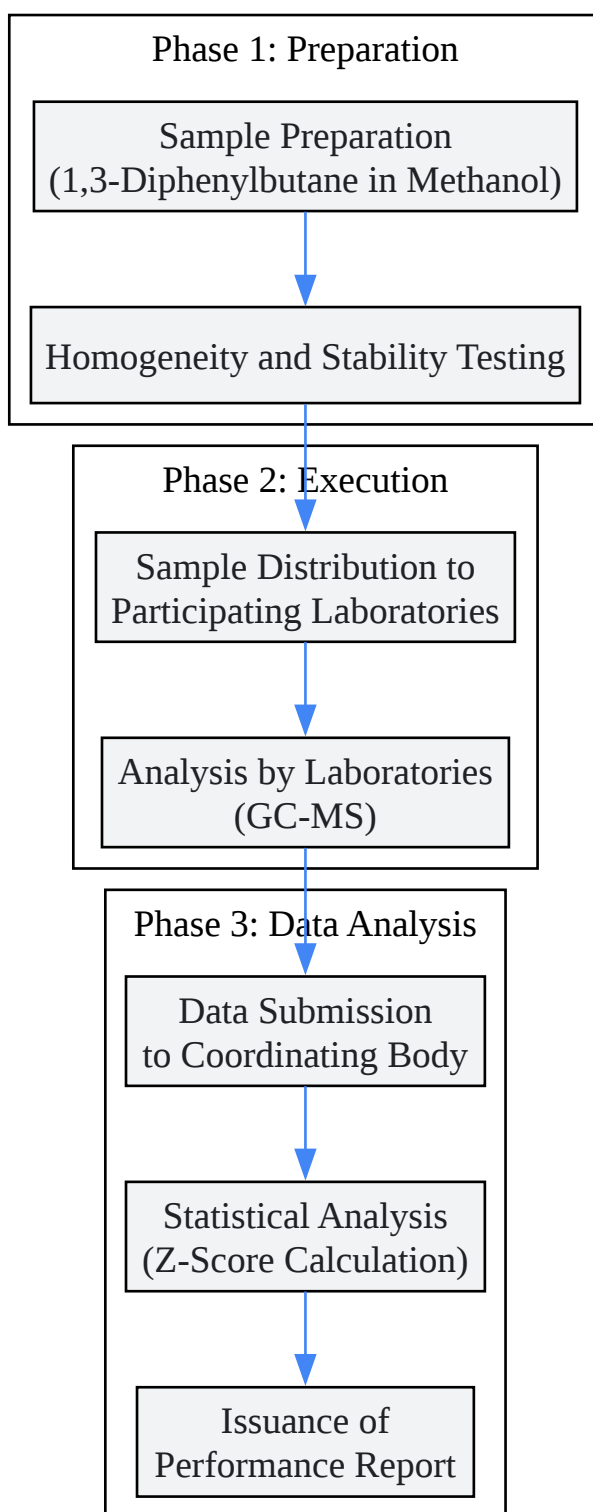 Phase 1: Preparation
Sample Preparation
(1,3-Diphenylbutane in Methanol)
Homogeneity and Stability Testing
Phase 2: Execution
Sample Distribution to
Participating Laboratories
Analysis by Laboratories
(GC-MS)
Phase 3: Data Analysis
Data Submission
to Coordinating Body
Statistical Analysis
(Z-Score Calculation)
Issuance of
Performance Report